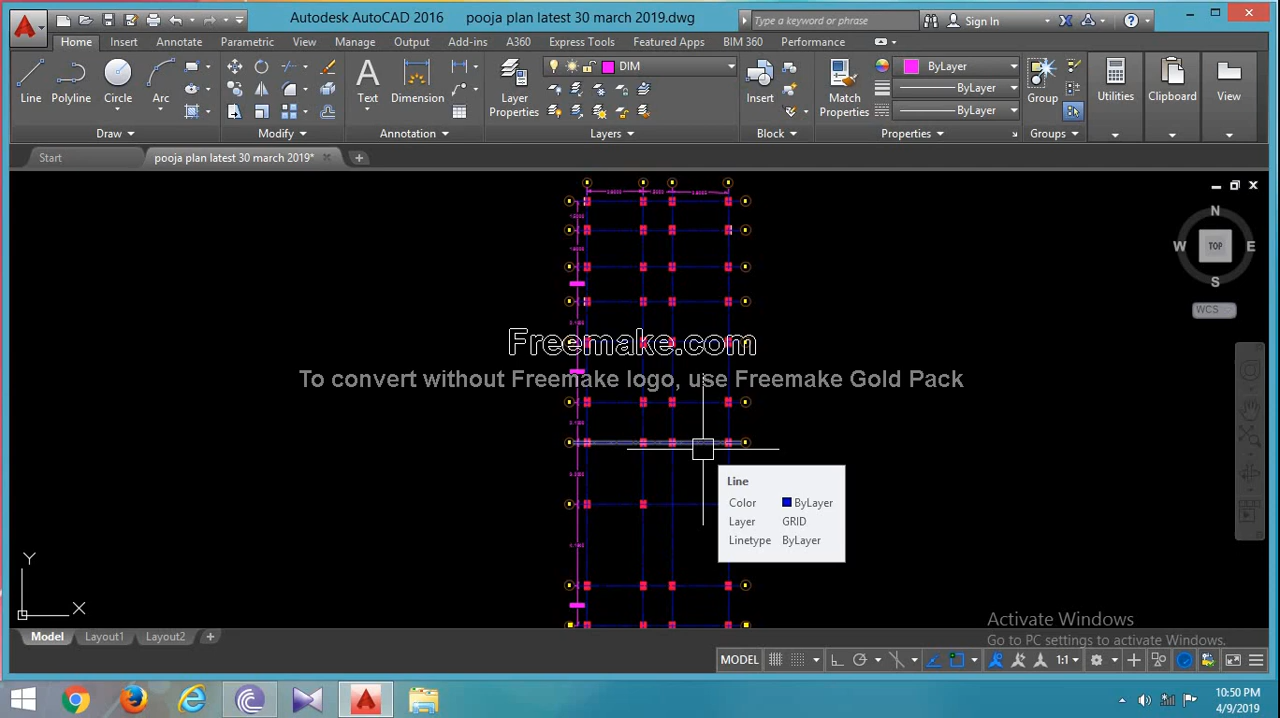 Autodesk AutoCAD 2016 pooja plan latest 30 march 2019.dwg
Type a keyword or phrase
Sign In
Home Insert Annotate Parametric View Manage Output Add-ins A360 Express Tools Featured Apps BIM 360 Performance
DIM
ByLayer
Line Polyline Circle Arc
Text Dimension
Layer Properties
Insert
Match Properties
ByLayer
ByLayer
Group
Utilities
Clipboard
View
Draw Modify Annotation Layers Block Properties Groups
Start
pooja plan latest 30 march 2019*
N
W TOP E
S
WCS
Freemake.com
To convert without Freemake logo, use Freemake Gold Pack
Line
Color ByLayer
Layer GRID
Linetype ByLayer
Y
X
Activate Windows
Go to PC settings to activate Windows.
Model Layout1 Layout2
MODEL
1:1
10:50 PM
4/9/2019